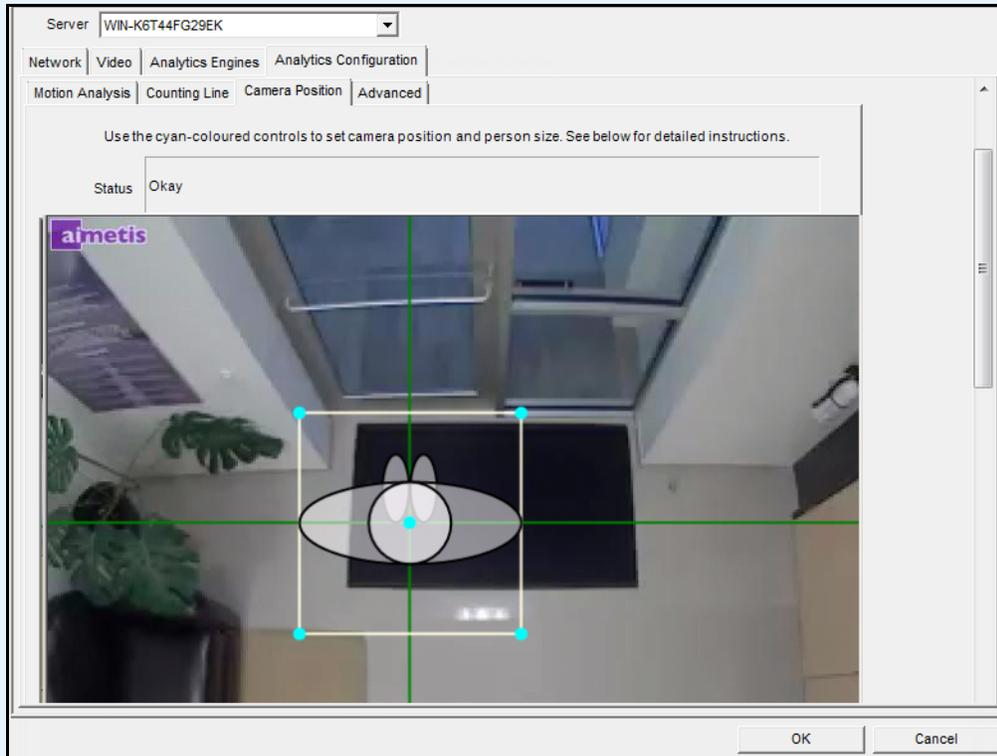 Server WIN-K6T44FG29EK
Network Video Analytics Engines Analytics Configuration
Motion Analysis Counting Line Camera Position Advanced
Use the cyan-coloured controls to set camera position and person size. See below for detailed instructions.
Status Okay
aimetis
OK Cancel